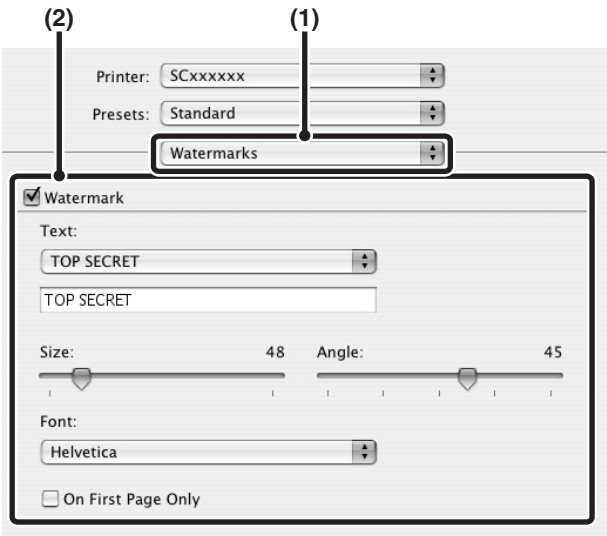 (2) (1)
Printer: SCxxxxxx
Presets: Standard
Watermarks
Watermark
Text:
TOP SECRET
TOP SECRET
Size: 48 Angle: 45
Font:
Helvetica
On First Page Only